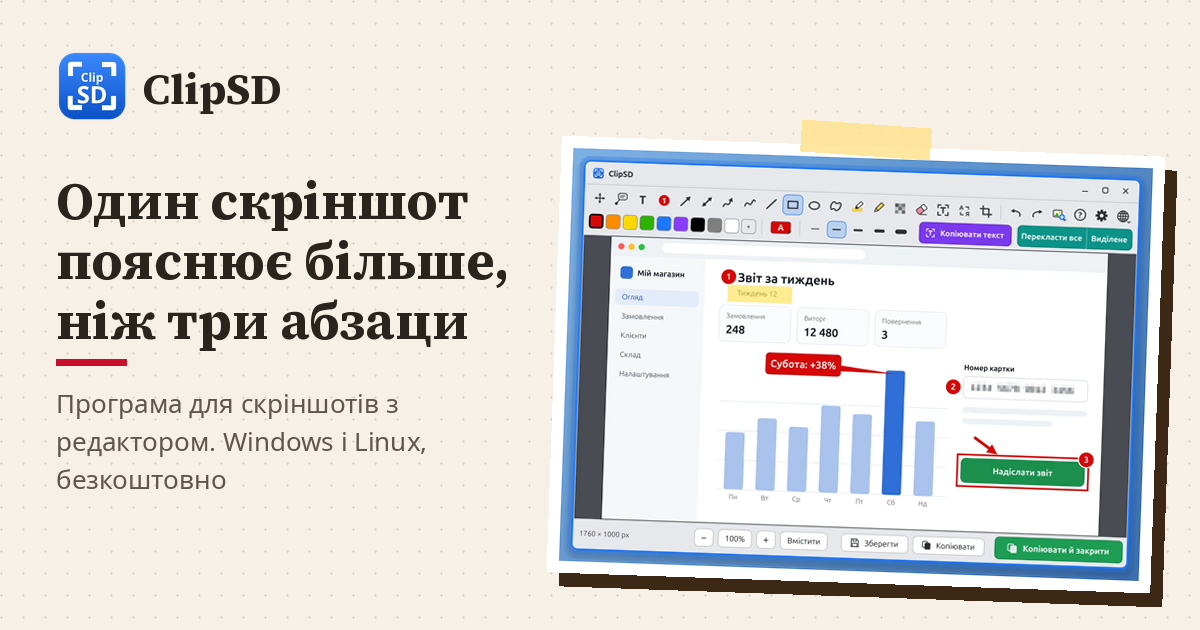 Clip
SD
ClipSD
Один скріншот
пояснює більше,
ніж три абзаци
Програма для скріншотів з
редактором. Windows і Linux,
безкоштовно
ClipSD
T
1
A
Копіювати текст
Перекласти все
Виділене
Мій магазин
Огляд
Замовлення
Клієнти
Склад
Налаштування
1 Звіт за тиждень
Тиждень 12
Замовлення
248
Виторг
12 480
Повернення
3
Субота: +38%
Пн Вт Ср Чт Пт Сб Нд
Номер картки
2
3
Надіслати звіт
1760 × 1000 px
− 100% + Вмістити
Зберегти
Копіювати
Копіювати й закрити